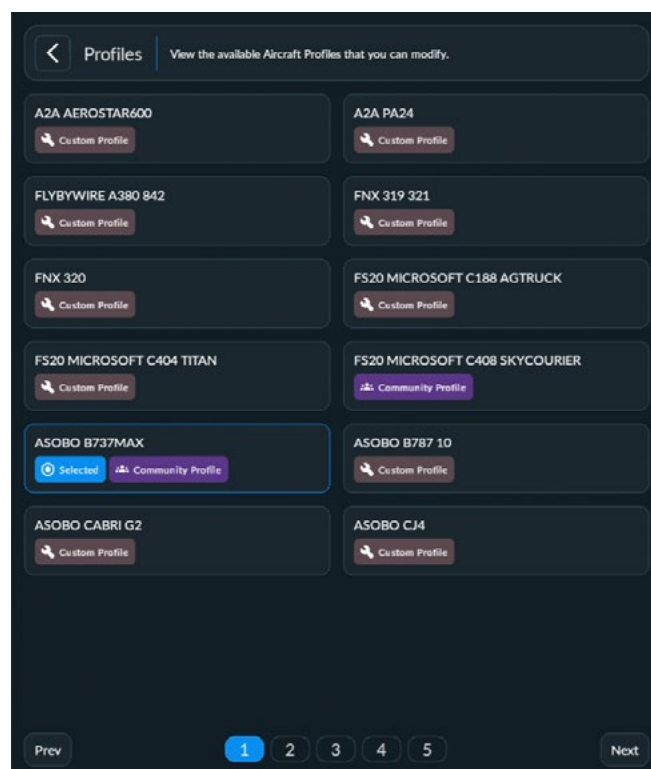 Profiles View the available Aircraft Profiles that you can modify.
A2A AEROSTAR600
Custom Profile
A2A PA24
Custom Profile
FLYBYWIRE A380 842
Custom Profile
FNX 319 321
Custom Profile
FNX 320
Custom Profile
FS20 MICROSOFT C188 AGTRUCK
Custom Profile
FS20 MICROSOFT C404 TITAN
Custom Profile
FS20 MICROSOFT C408 SKYCOURIER
Community Profile
ASOBO B737MAX
Selected Community Profile
ASOBO B787 10
Custom Profile
ASOBO CABRI G2
Custom Profile
ASOBO CJ4
Custom Profile
Prev 1 2 3 4 5 Next